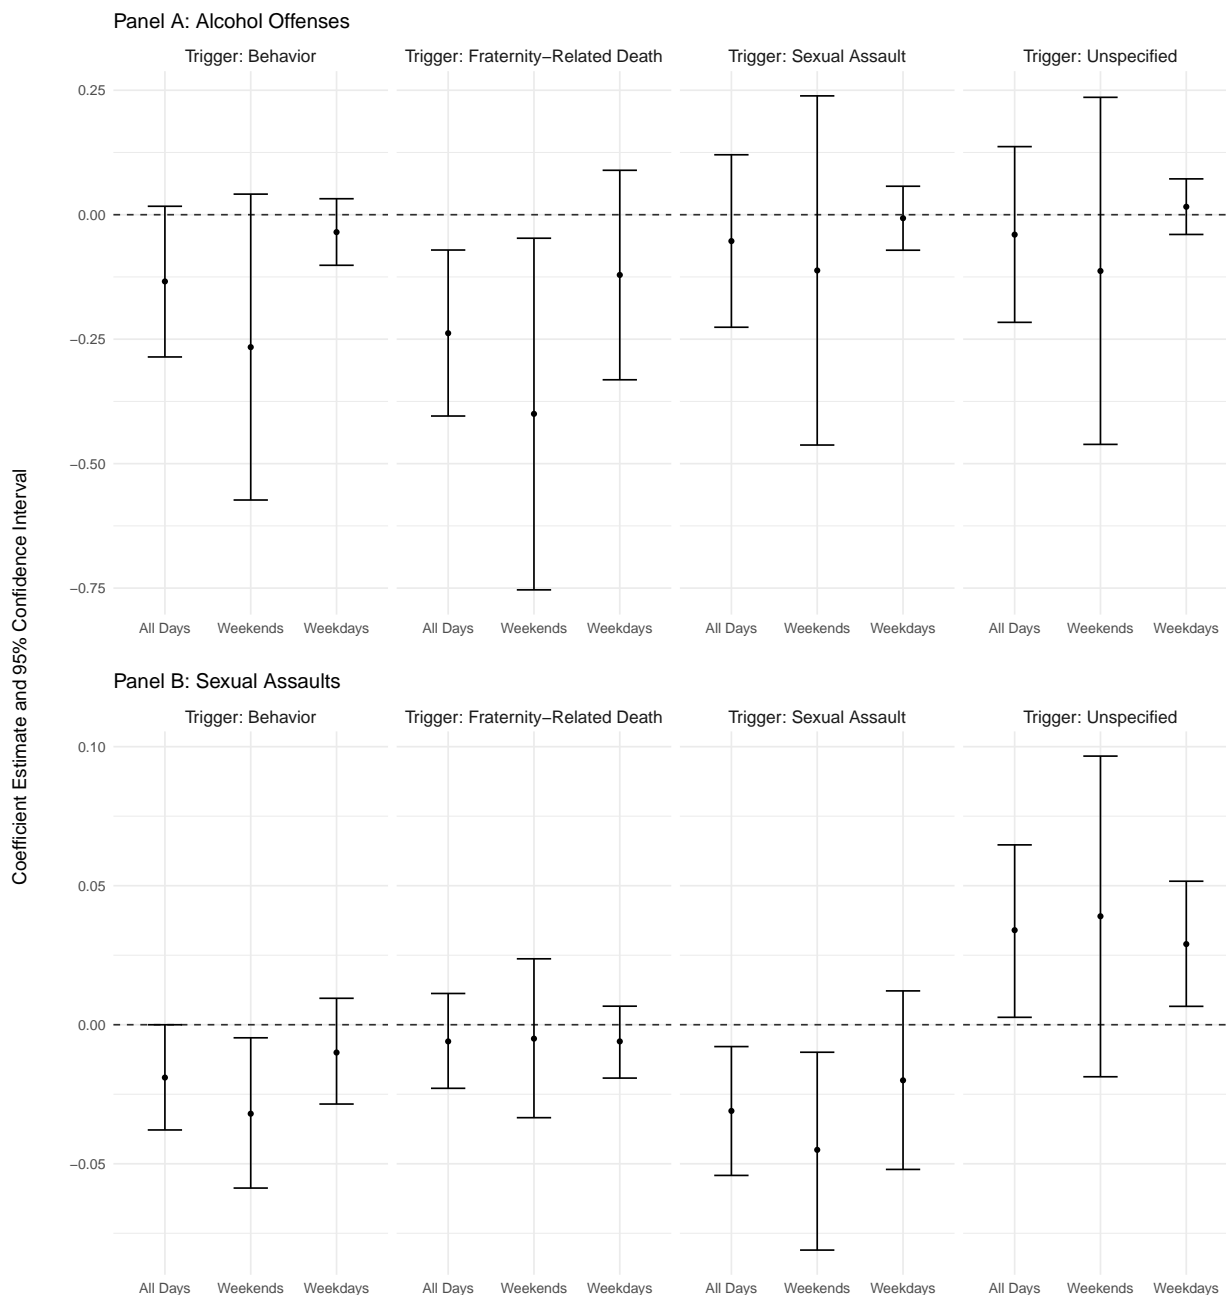 Panel A: Alcohol Offenses
Trigger: Behavior Trigger: Fraternity−Related Death Trigger: Sexual Assault Trigger: Unspecified
0.25
0.00
−0.25
−0.50
−0.75
All Days Weekends Weekdays All Days Weekends Weekdays All Days Weekends Weekdays All Days Weekends Weekdays
Coefficient Estimate and 95% Confidence Interval
Panel B: Sexual Assaults
Trigger: Behavior Trigger: Fraternity−Related Death Trigger: Sexual Assault Trigger: Unspecified
0.10
0.05
0.00
−0.05
All Days Weekends Weekdays All Days Weekends Weekdays All Days Weekends Weekdays All Days Weekends Weekdays